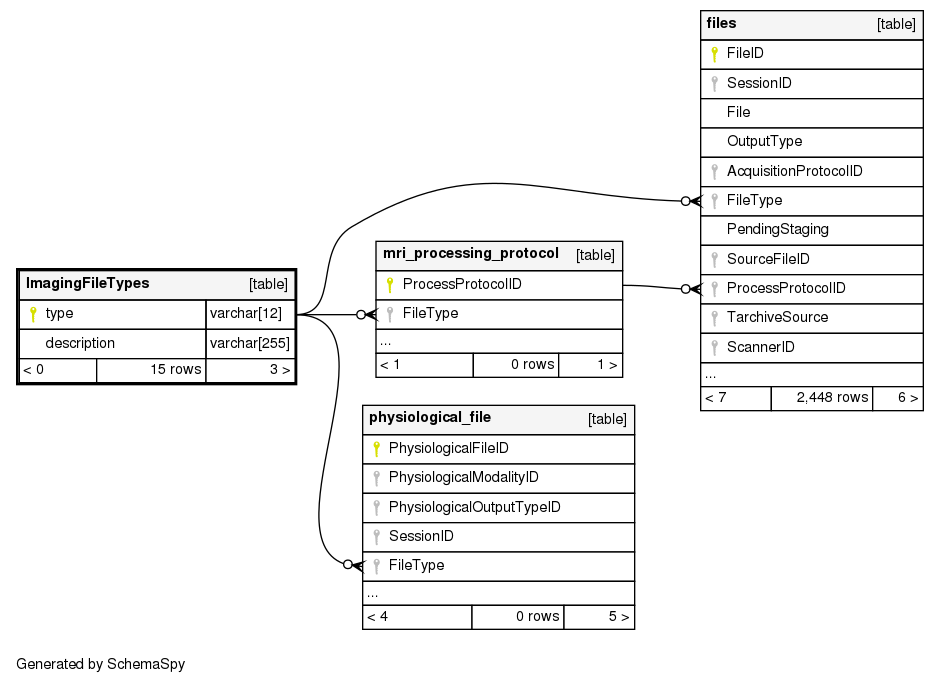 files [table]
FileID
SessionID
File
OutputType
AcquisitionProtocolID
FileType
PendingStaging
SourceFileID
ProcessProtocolID
TarchiveSource
ScannerID
...
< 7 2,448 rows 6 >
mri_processing_protocol [table]
ProcessProtocolID
FileType
...
< 1 0 rows 1 >
ImagingFileTypes [table]
type varchar[12]
description varchar[255]
< 0 15 rows 3 >
physiological_file [table]
PhysiologicalFileID
PhysiologicalModalityID
PhysiologicalOutputTypeID
SessionID
FileType
...
< 4 0 rows 5 >
Generated by SchemaSpy